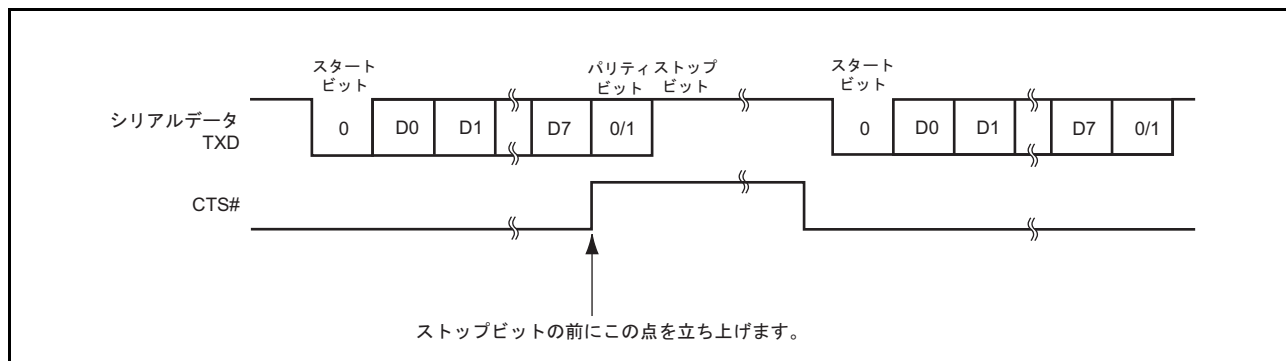 スタート
ビット
パリティ ストップ
ビット ビット
スタート
ビット
シリアルデータ
TXD
0 D0 D1 D7 0/1 0 D0 D1 D7 0/1
CTS#
ストップビットの前にこの点を立ち上げます。